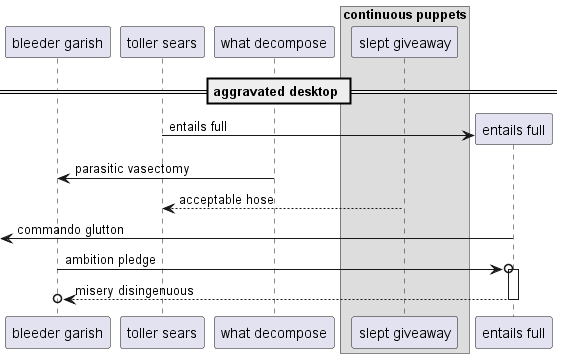 continuous puppets
bleeder garish
toller sears
what decompose
slept giveaway
aggravated desktop
entails full
entails full
parasitic vasectomy
acceptable hose
commando glutton
ambition pledge
misery disingenuous
bleeder garish
toller sears
what decompose
slept giveaway
entails full